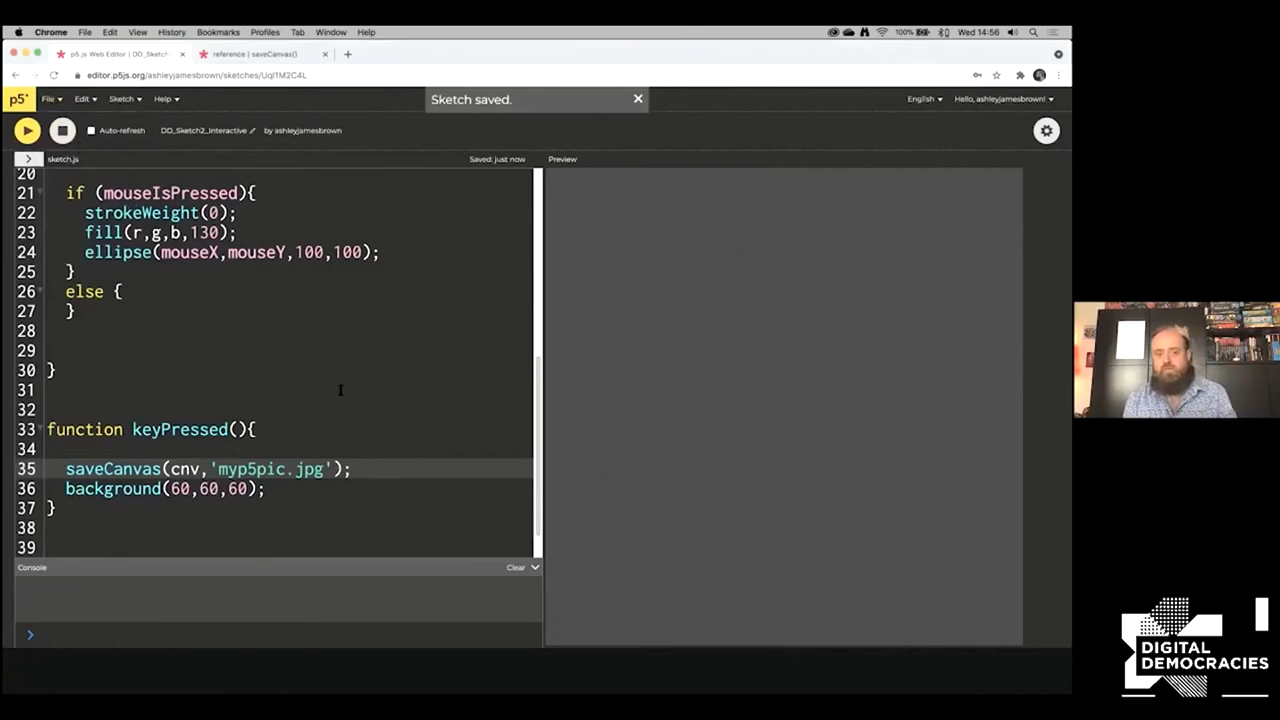 Chrome File Edit View History Bookmarks Profiles Tab Window Help 100% Wed 14:56
p5.js Web Editor | DD_Sketch reference | saveCanvas()
editor.p5js.org/ashleyjamesbrown/sketches/UqI1M2C4L
p5* File Edit Sketch Help Sketch saved. English Hello, ashleyjamesbrown!
Auto-refresh DD_Sketch2_Interactive by ashleyjamesbrown
sketch.js Saved: just now Preview
20
21 if (mouseIsPressed){
22 strokeWeight(0);
23 fill(r,g,b,130);
24 ellipse(mouseX,mouseY,100,100);
25 }
26 else {
27 }
28
29
30 }
31
32
33 function keyPressed(){
34
35 saveCanvas(cnv,'myp5pic.jpg');
36 background(60,60,60);
37 }
38
39
Console Clear
>
DIGITAL
DEMOCRACIES